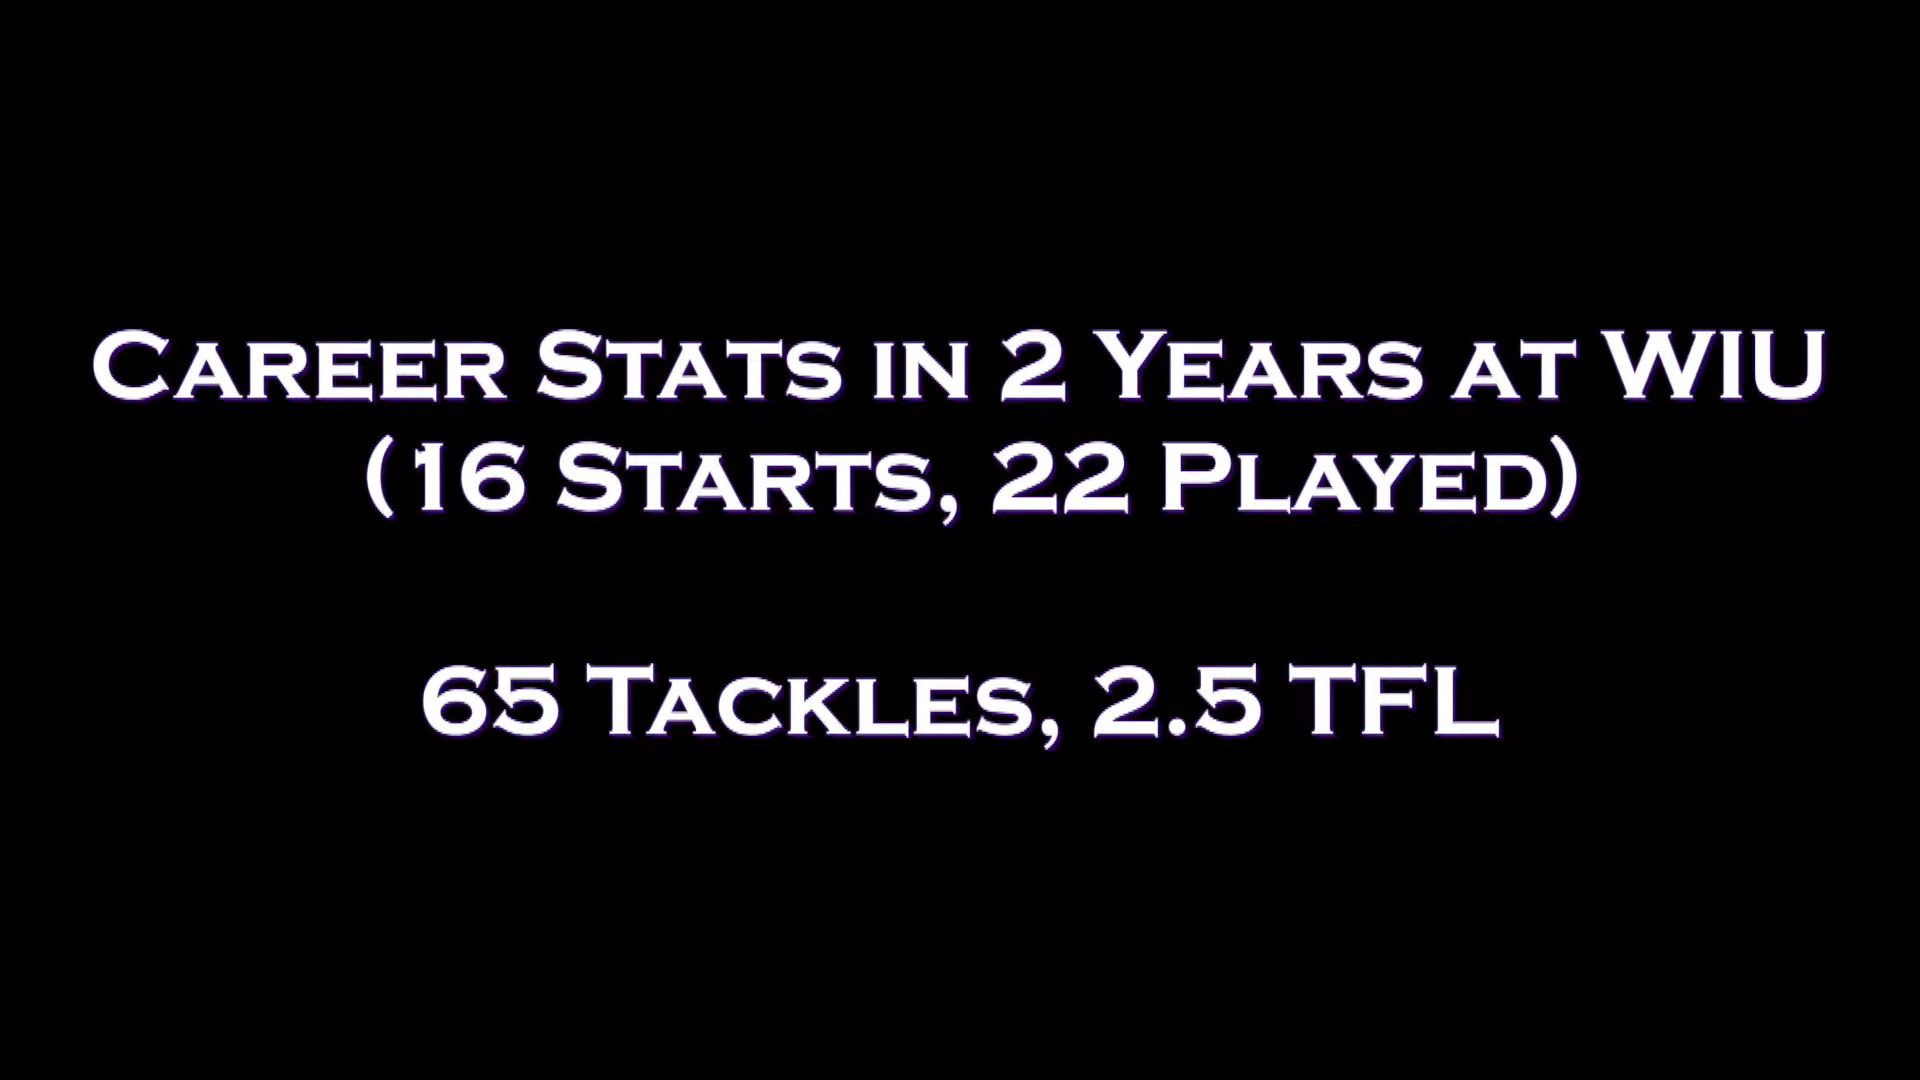 Career Stats in 2 Years at WIU
(16 Starts, 22 Played)
65 Tackles, 2.5 TFL